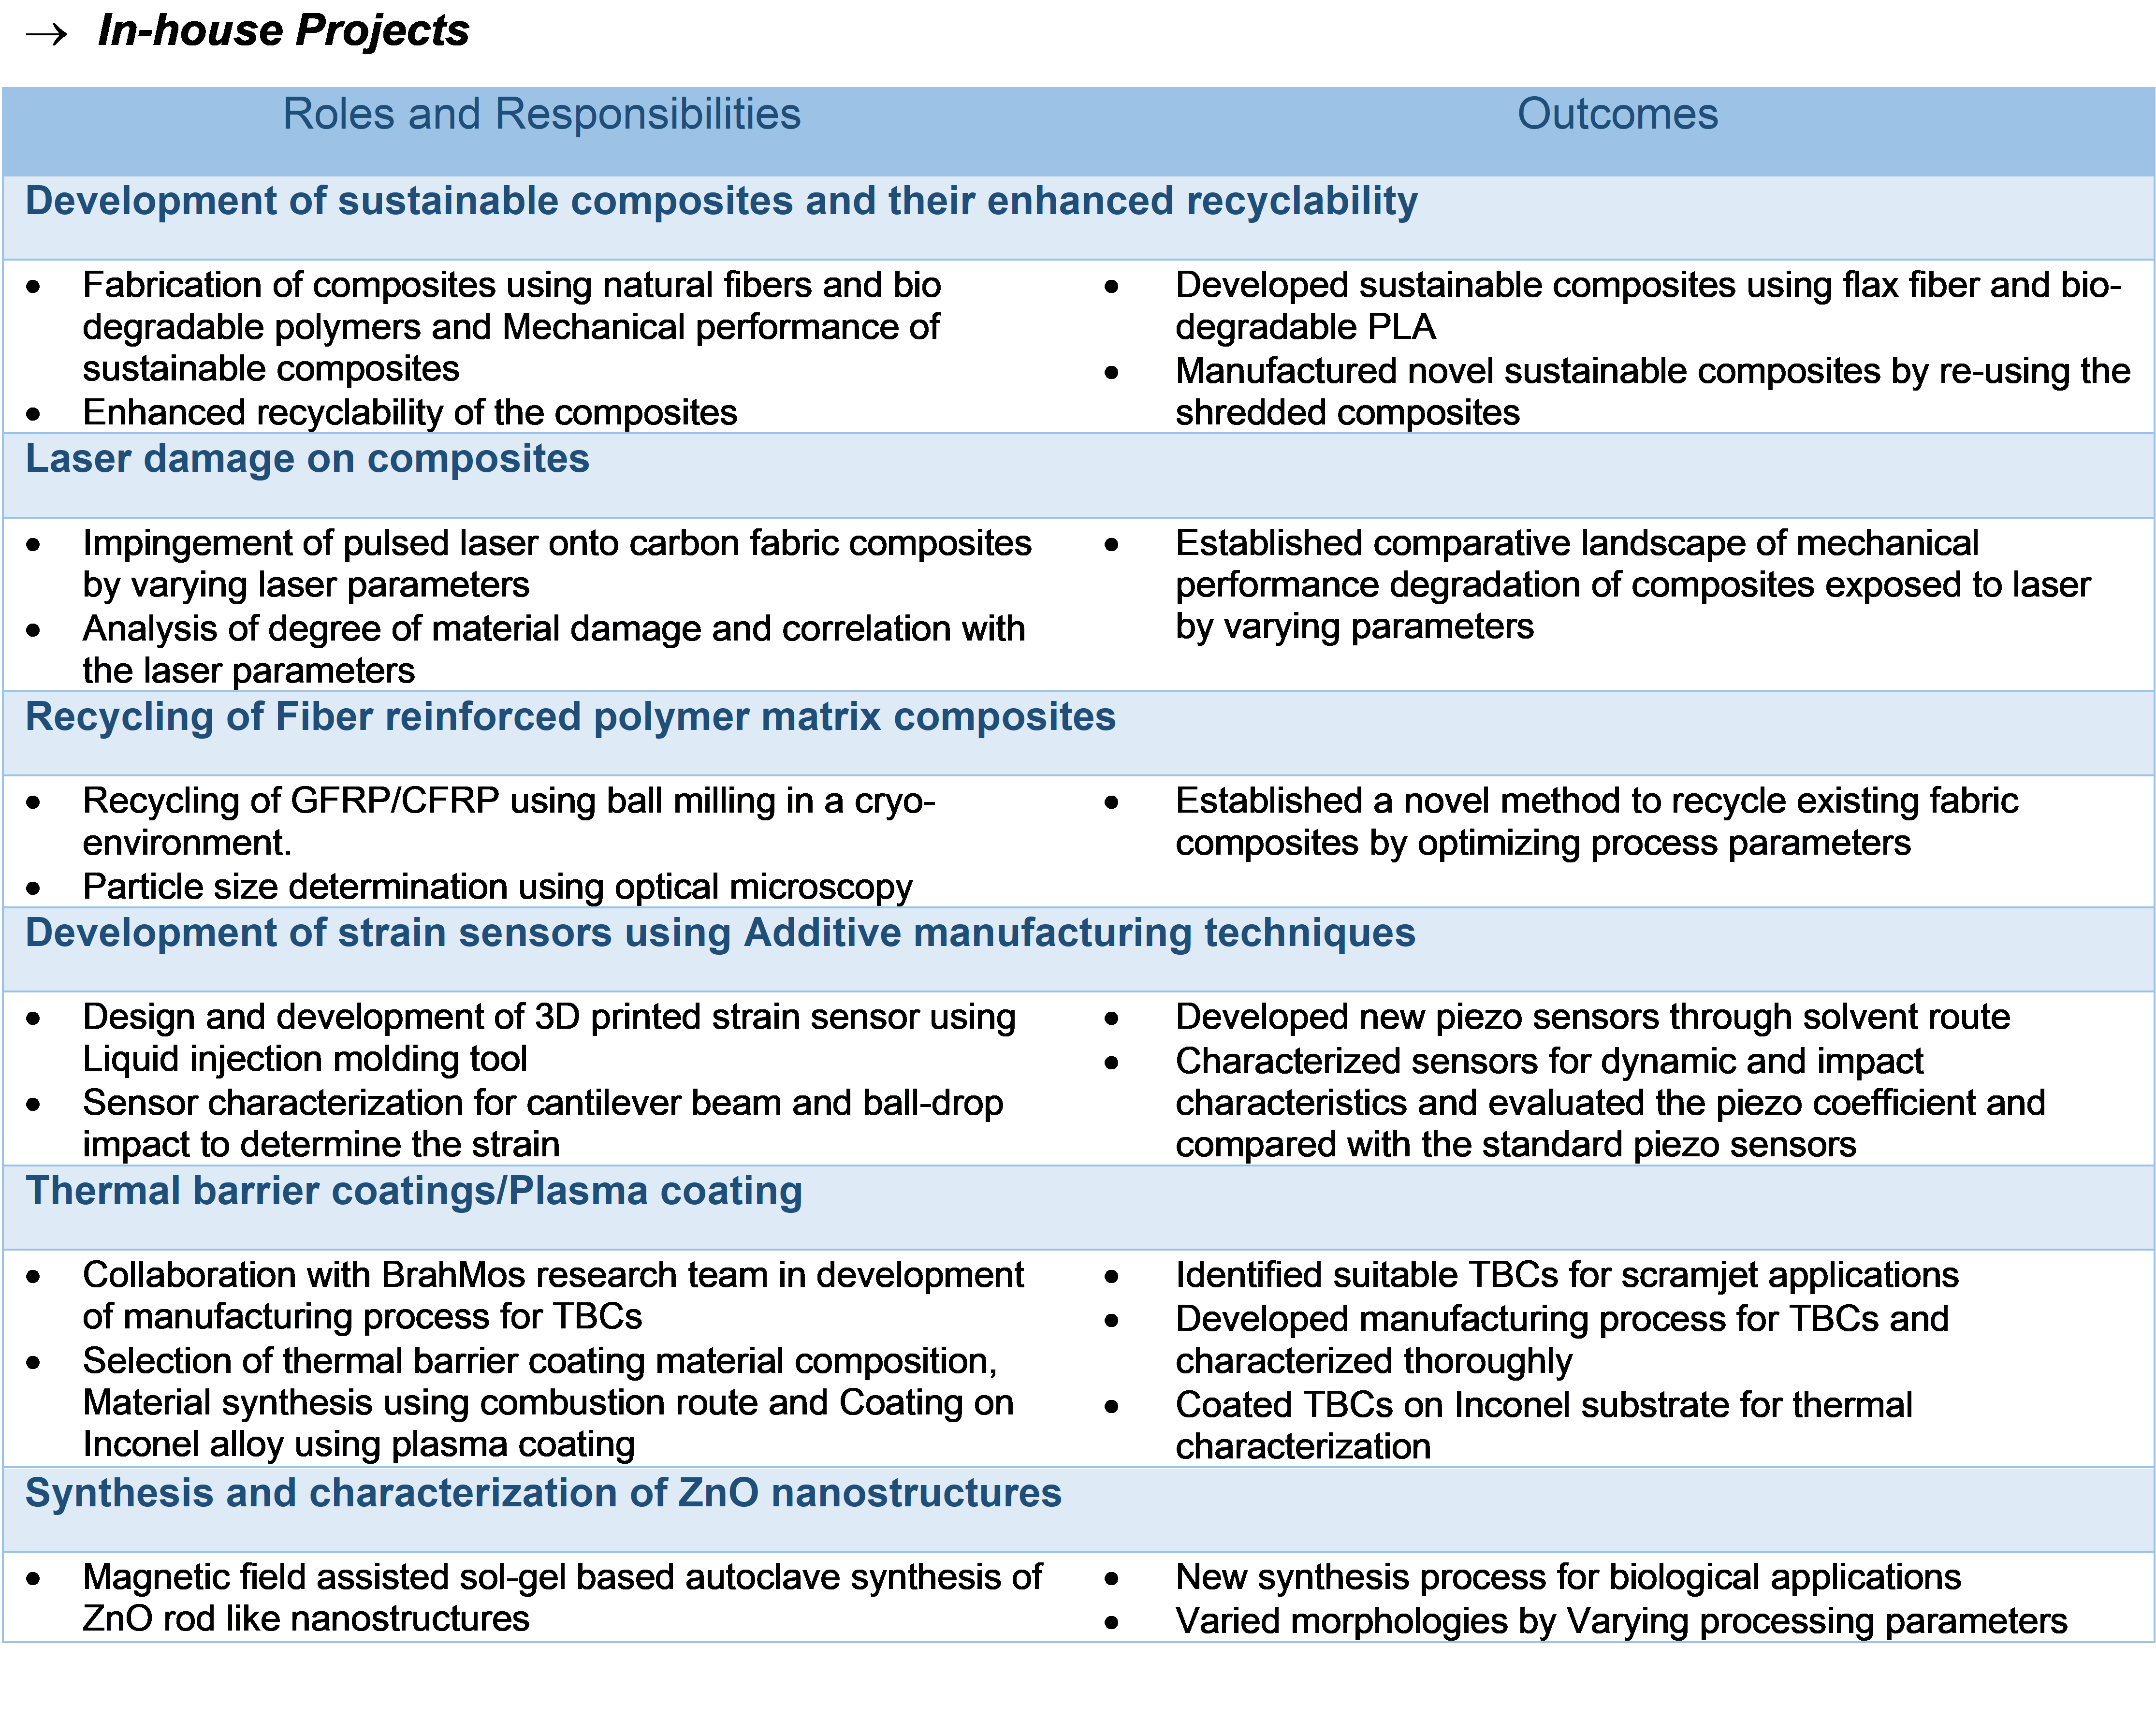 → In-house Projects
Roles and Responsibilities
Outcomes
Development of sustainable composites and their enhanced recyclability
• Fabrication of composites using natural fibers and bio
degradable polymers and Mechanical performance of
sustainable composites
• Enhanced recyclability of the composites
• Developed sustainable composites using flax fiber and bio-
degradable PLA
• Manufactured novel sustainable composites by re-using the
shredded composites
Laser damage on composites
• Impingement of pulsed laser onto carbon fabric composites
by varying laser parameters
• Analysis of degree of material damage and correlation with
the laser parameters
• Established comparative landscape of mechanical
performance degradation of composites exposed to laser
by varying parameters
Recycling of Fiber reinforced polymer matrix composites
• Recycling of GFRP/CFRP using ball milling in a cryo-
environment.
• Particle size determination using optical microscopy
• Established a novel method to recycle existing fabric
composites by optimizing process parameters
Development of strain sensors using Additive manufacturing techniques
• Design and development of 3D printed strain sensor using
Liquid injection molding tool
• Sensor characterization for cantilever beam and ball-drop
impact to determine the strain
• Developed new piezo sensors through solvent route
• Characterized sensors for dynamic and impact
characteristics and evaluated the piezo coefficient and
compared with the standard piezo sensors
Thermal barrier coatings/Plasma coating
• Collaboration with BrahMos research team in development
of manufacturing process for TBCs
• Selection of thermal barrier coating material composition,
Material synthesis using combustion route and Coating on
Inconel alloy using plasma coating
• Identified suitable TBCs for scramjet applications
• Developed manufacturing process for TBCs and
characterized thoroughly
• Coated TBCs on Inconel substrate for thermal
characterization
Synthesis and characterization of ZnO nanostructures
• Magnetic field assisted sol-gel based autoclave synthesis of
ZnO rod like nanostructures
• New synthesis process for biological applications
• Varied morphologies by Varying processing parameters